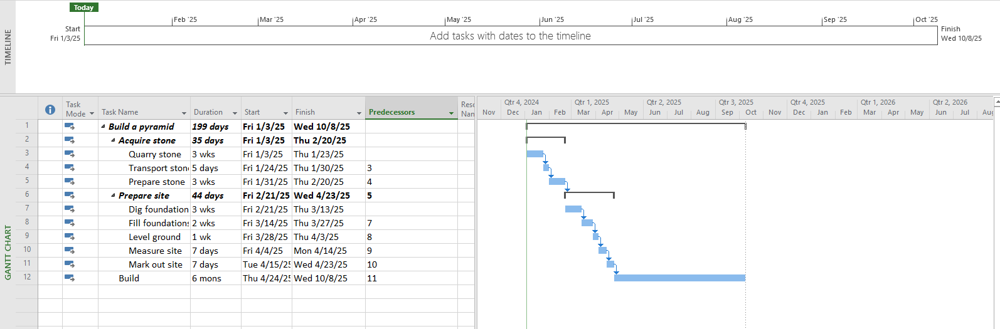 Today
Feb '25 Mar '25 Apr '25 May '25 Jun '25 Jul '25 Aug '25 Sep '25 Oct '25
Start
Fri 1/3/25
Add tasks with dates to the timeline
Finish
Wed 10/8/25
TIMELINE
GANTT CHART
Task Mode Task Name Duration Start Finish Predecessors Reso Nan
1 Build a pyramid 199 days Fri 1/3/25 Wed 10/8/25
2 Acquire stone 35 days Fri 1/3/25 Thu 2/20/25
3 Quarry stone 3 wks Fri 1/3/25 Thu 1/23/25
4 Transport ston 5 days Fri 1/24/25 Thu 1/30/25 3
5 Prepare stone 3 wks Fri 1/31/25 Thu 2/20/25 4
6 Prepare site 44 days Fri 2/21/25 Wed 4/23/25 5
7 Dig foundation 3 wks Fri 2/21/25 Thu 3/13/25
8 Fill foundations 2 wks Fri 3/14/25 Thu 3/27/25 7
9 Level ground 1 wk Fri 3/28/25 Thu 4/3/25 8
10 Measure site 7 days Fri 4/4/25 Mon 4/14/25 9
11 Mark out site 7 days Tue 4/15/25 Wed 4/23/25 10
12 Build 6 mons Thu 4/24/25 Wed 10/8/25 11
Qtr 4, 2024 Qtr 1, 2025 Qtr 2, 2025 Qtr 3, 2025 Qtr 4, 2025 Qtr 1, 2026 Qtr 2, 2026
Nov Dec Jan Feb Mar Apr May Jun Jul Aug Sep Oct Nov Dec Jan Feb Mar Apr May Jun Jul Aug